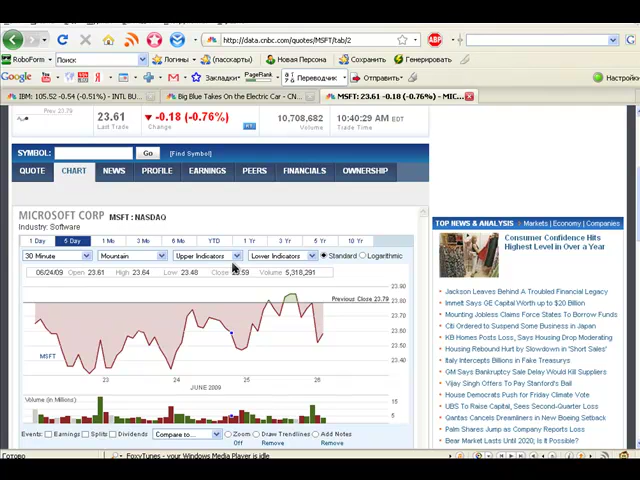 http://data.cnbc.com/quotes/MSFT/tab/2
RoboForm Поиск Логины (пасскарты) Новая Персона Сохранить Генерировать
Google Поиск Закладки PageRank Переводчик Отправить Настройки
IBM: 105.52 -0.54 (-0.51%) - INTL BU...
Big Blue Takes On the Electric Car - CN...
MSFT: 23.61 -0.18 (-0.76%) - MIC...
Prev 23.79
23.61 -0.18 (-0.76%) 10,708,682 10:40:29 AM EDT
Last Trade Change Volume Trade Time
SYMBOL: Go [Find Symbol]
QUOTE CHART NEWS PROFILE EARNINGS PEERS FINANCIALS OWNERSHIP
MICROSOFT CORP MSFT : NASDAQ
Industry: Software
1 Day 5 Day 1 Mo 3 Mo 6 Mo YTD 1 Yr 3 Yr 5 Yr 10 Yr
30 Minute Mountain Upper Indicators Lower Indicators Standard Logarithmic
06/24/09 Open 23.61 High 23.64 Low 23.48 Volume 5,318,291
23.90
Previous Close 23.79
23.70
23.60
23.50
23.40
MSFT
23 24 25 26
JUNE 2009
Volume (in Millions)
15
5
Events: Earnings Splits Dividends Compare to... Zoom Draw Trendlines Add Notes
Off Remove Remove
TOP NEWS & ANALYSIS Markets | Economy | Companies
Consumer Confidence Hits
Highest Level in Over a Year
Jackson Leaves Behind A Troubled Financial Legacy
Immelt Says GE Capital Worth up to $20 Billion
Mounting Jobless Claims Force States To Borrow Funds
Citi Ordered to Suspend Some Business in Japan
KB Homes Posts Loss, Says Housing Drop Moderating
Housing Rebound Hurt by Slowdown in 'Short Sales'
Italy Intercepts Billion in Fake Treasurys
GM Says Bankruptcy Sale Would End Suppliers
Vijay Singh Offers To Pay Stanford's Bail
House Democrats Push for Friday Climate Vote
UBS To Raise Capital, Sees Second-Quarter Loss
Qantas Cancels Dreamliners in New Boeing Setback
Palm Shares Jump as Company Reports Loss
Bear Market Lasts Until 2020, Is It Possible?
Готово FoxyTunes - your Windows Media Player is idle